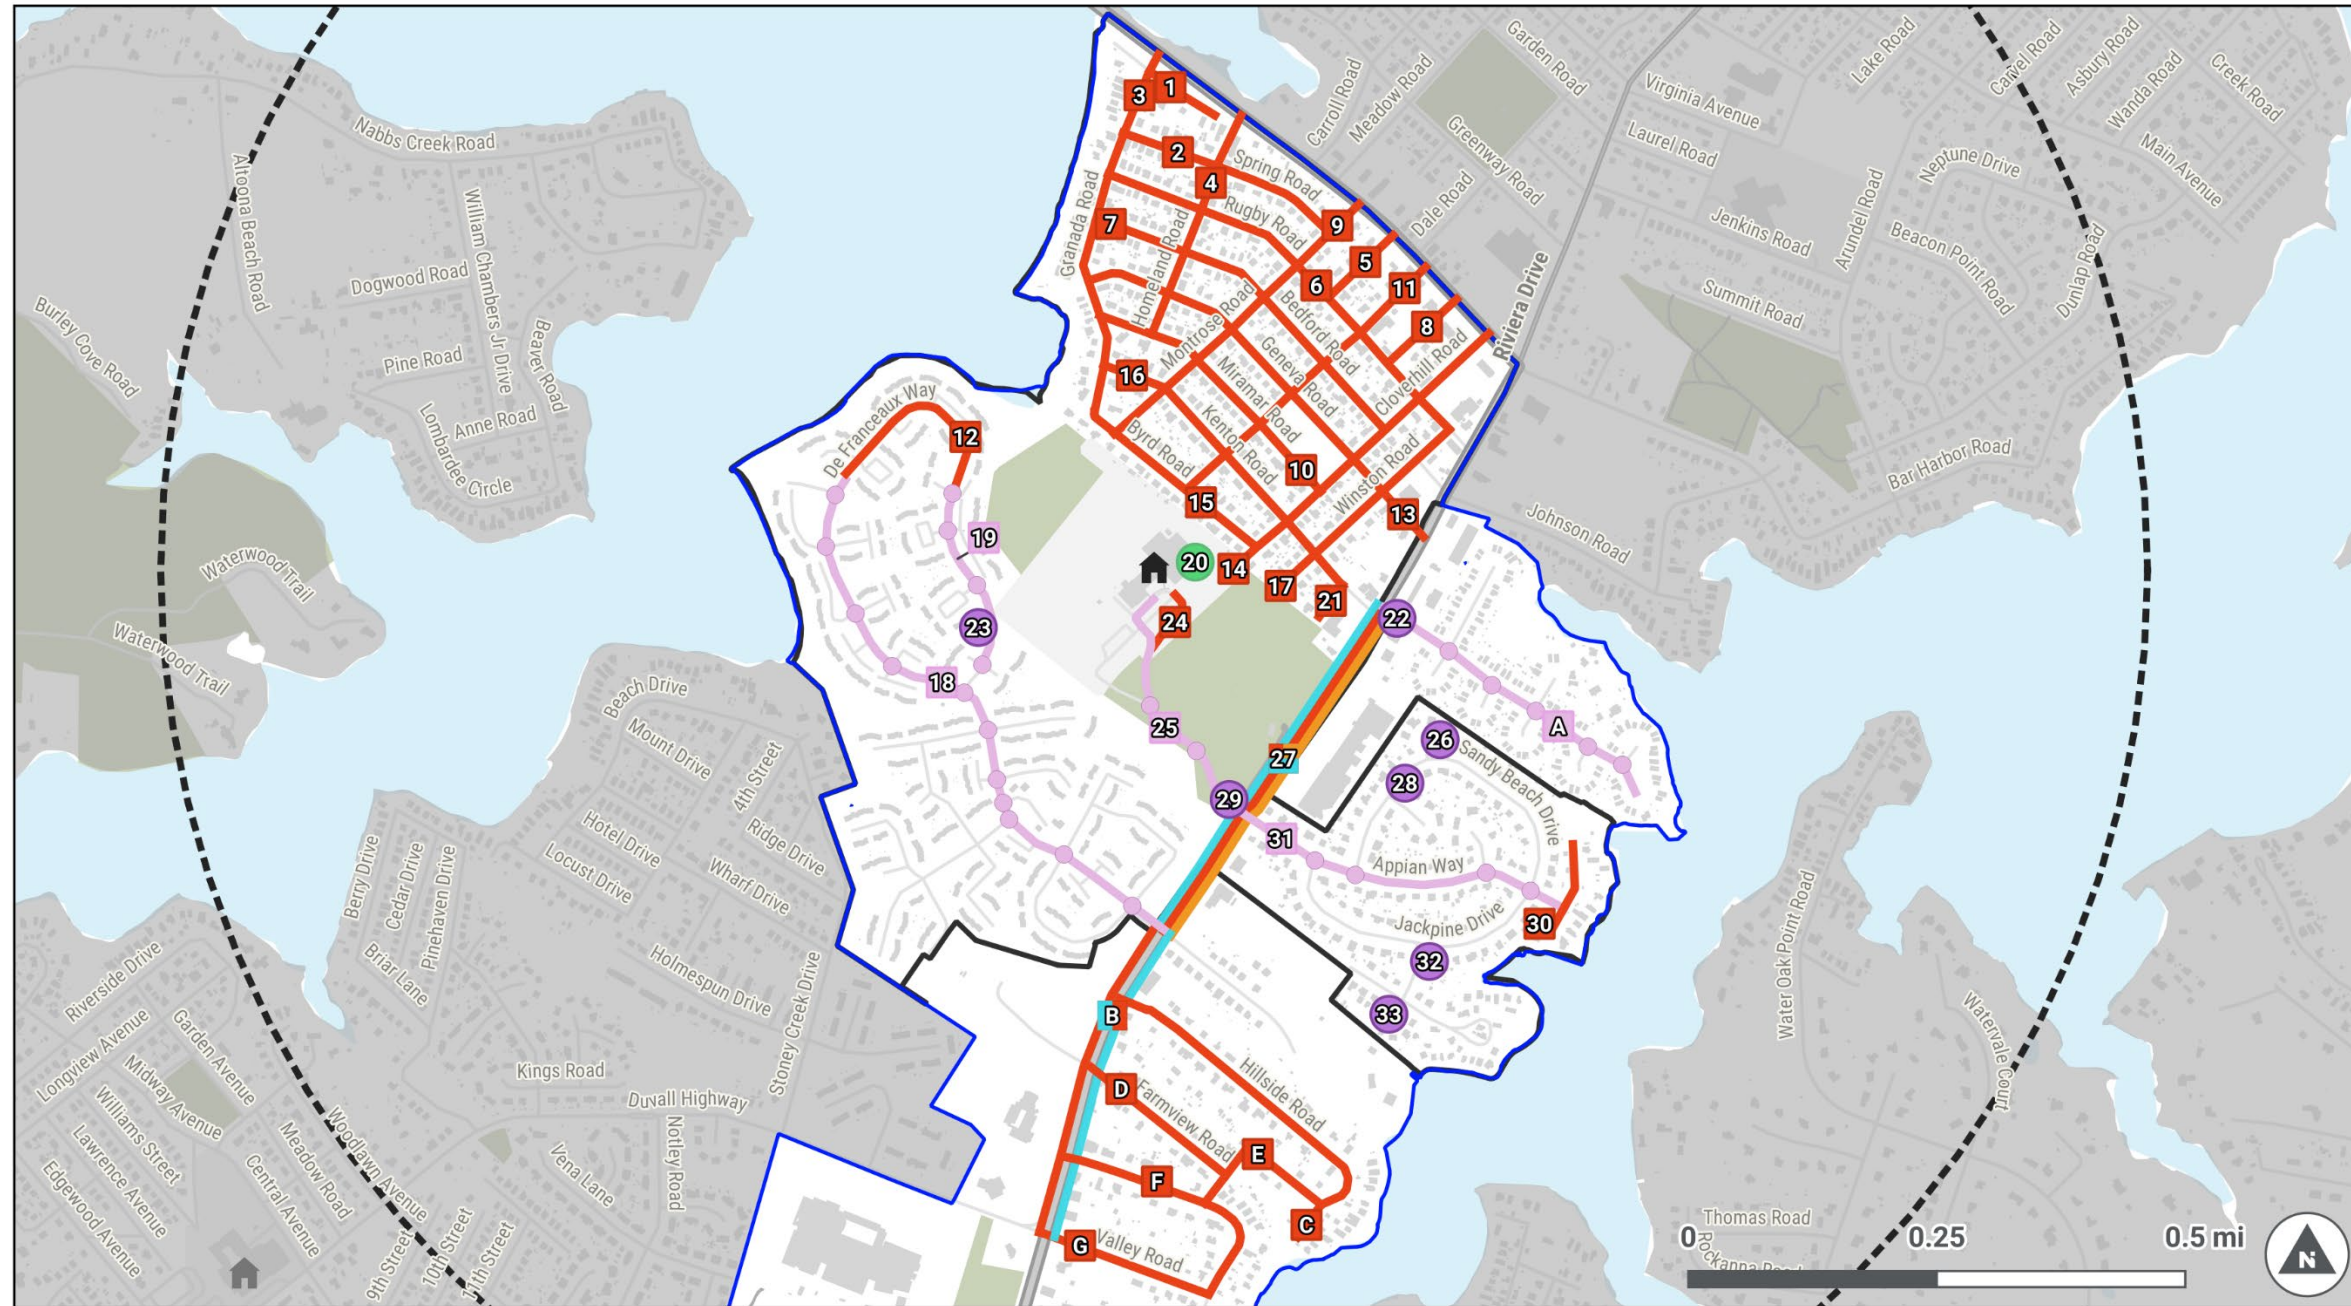 Nabbs Creek Road
Altoona Beach Road
William Chambers Jr Drive
Dogwood Road
Beaver Road
Pine Road
Anne Road
Lombardee Circle
Burley Cove Road
Waterwood Trail
Waterwood Trail
Garden Road
Carroll Road
Meadow Road
Greenway Road
Dale Road
Virginia Avenue
Laurel Road
Lake Road
Carvel Road
Asbury Road
Wanda Road
Creek Road
Main Avenue
Neptune Drive
Jenkins Road
Arundel Road
Beacon Point Road
Dunlap Road
Summit Road
Bar Harbor Road
Johnson Road
Riviera Drive
3
1
2
4
Spring Road
Granada Road
7
Rugby Road
9
5
6
11
8
Homeland Road
Montrose Road
Bedford Road
Geneva Road
Cloverhill Road
16
Miramar Road
Kenton Road
Byrd Road
10
Winston Road
15
13
De Franceaux Way
12
19
20
14
17
21
24
23
22
18
25
A
26
Sandy Beach Drive
27
28
29
31
Appian Way
Jackpine Drive
30
32
33
B
Hillside Road
D
Farmview Road
E
F
C
G
Valley Road
Beach Drive
Mount Drive
4th Street
Hotel Drive
Ridge Drive
Locust Drive
Wharf Drive
Berry Drive
Cedar Drive
Pinehaven Drive
Briar Lane
Holmespun Drive
Stoney Creek Drive
Riverside Drive
Longview Avenue
Garden Avenue
Midway Avenue
Williams Street
Lawrence Avenue
Edgewood Avenue
Central Avenue
Meadow Road
Woodlawn Avenue
Kings Road
Duvall Highway
Notley Road
Vena Lane
9th Street
10th Street
11th Street
Water Oak Point Road
Watervale Court
Thomas Road
Rockanna Road
0
0.25
0.5 mi
N